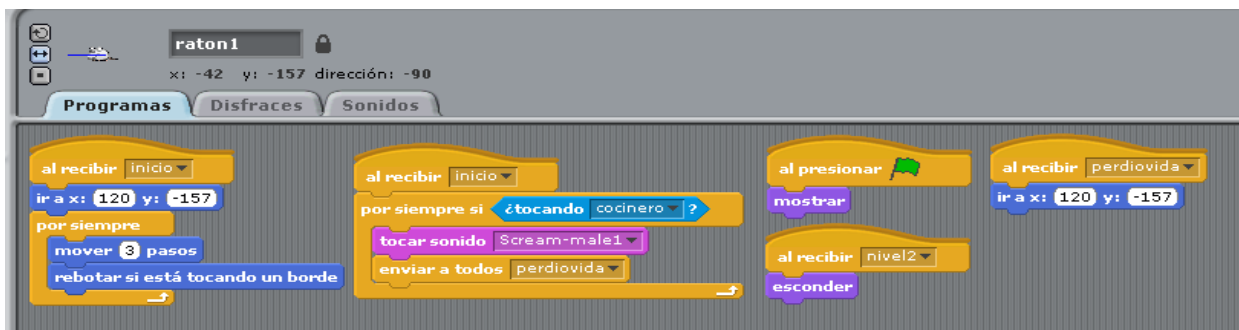 raton1
x: -42 y: -157 dirección: -90
Programas Disfraces Sonidos
al recibir inicio
ir a x: 120 y: -157
por siempre
mover 3 pasos
rebotar si está tocando un borde
al recibir inicio
por siempre si ¿tocando cocinero ?
tocar sonido Scream-male1
enviar a todos perdiovida
al presionar
mostrar
al recibir nivel2
esconder
al recibir perdiovida
ir a x: 120 y: -157